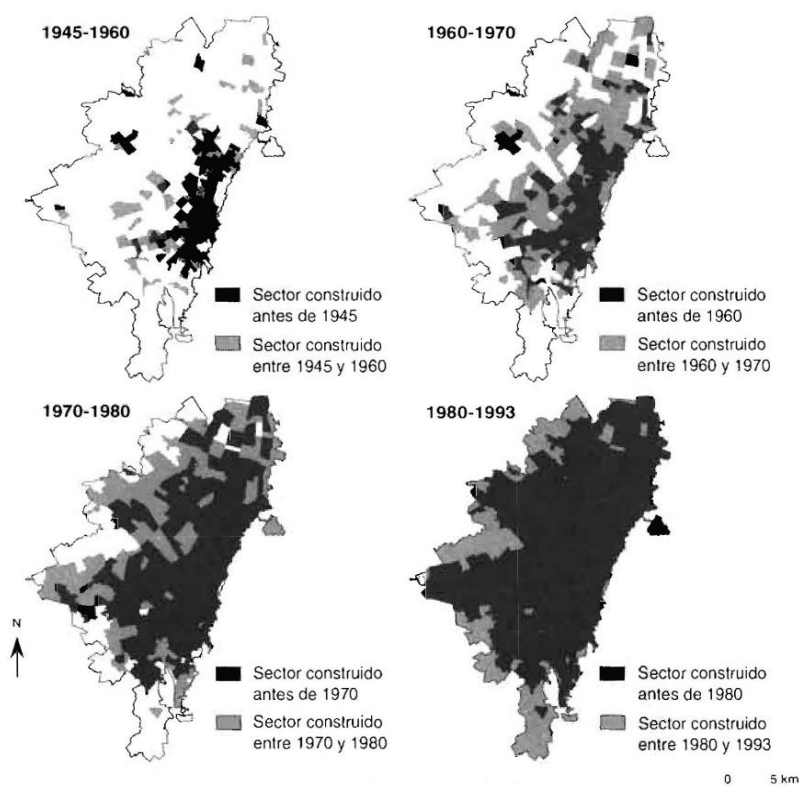 1945-1960
Sector construido
antes de 1945
Sector construido
entre 1945 y 1960
1960-1970
Sector construido
antes de 1960
Sector construido
entre 1960 y 1970
1970-1980
N
Sector construido
antes de 1970
Sector construido
entre 1970 y 1980
1980-1993
Sector construido
antes de 1980
Sector construido
entre 1980 y 1993
0 5 km